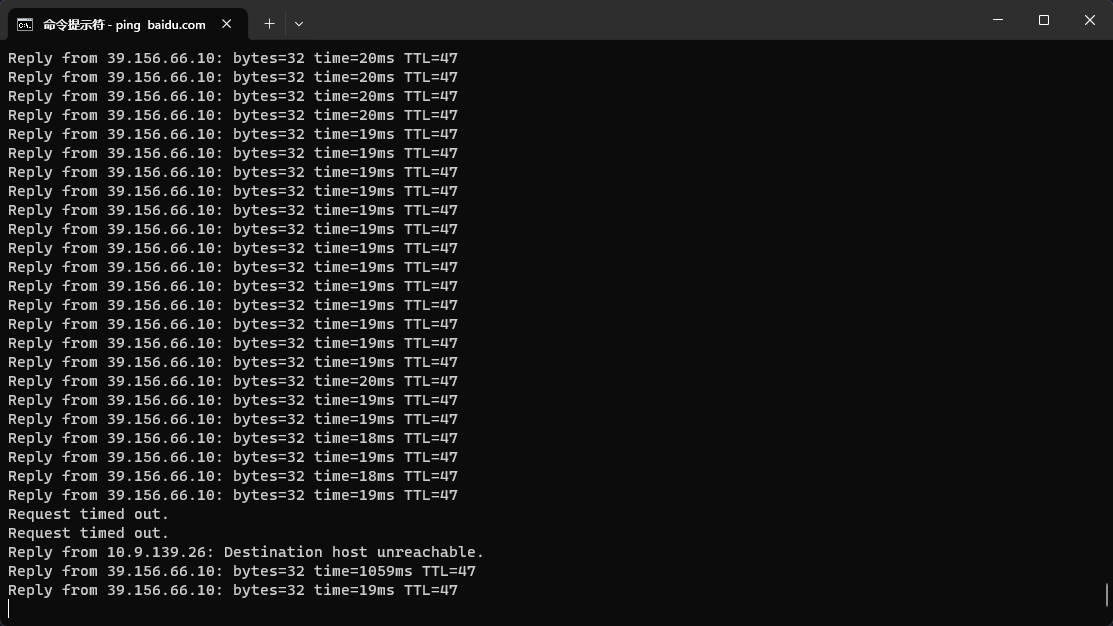 命令提示符 - ping baidu.com
Reply from 39.156.66.10: bytes=32 time=20ms TTL=47
Reply from 39.156.66.10: bytes=32 time=20ms TTL=47
Reply from 39.156.66.10: bytes=32 time=20ms TTL=47
Reply from 39.156.66.10: bytes=32 time=20ms TTL=47
Reply from 39.156.66.10: bytes=32 time=19ms TTL=47
Reply from 39.156.66.10: bytes=32 time=19ms TTL=47
Reply from 39.156.66.10: bytes=32 time=19ms TTL=47
Reply from 39.156.66.10: bytes=32 time=19ms TTL=47
Reply from 39.156.66.10: bytes=32 time=19ms TTL=47
Reply from 39.156.66.10: bytes=32 time=19ms TTL=47
Reply from 39.156.66.10: bytes=32 time=19ms TTL=47
Reply from 39.156.66.10: bytes=32 time=19ms TTL=47
Reply from 39.156.66.10: bytes=32 time=19ms TTL=47
Reply from 39.156.66.10: bytes=32 time=19ms TTL=47
Reply from 39.156.66.10: bytes=32 time=19ms TTL=47
Reply from 39.156.66.10: bytes=32 time=19ms TTL=47
Reply from 39.156.66.10: bytes=32 time=19ms TTL=47
Reply from 39.156.66.10: bytes=32 time=20ms TTL=47
Reply from 39.156.66.10: bytes=32 time=19ms TTL=47
Reply from 39.156.66.10: bytes=32 time=19ms TTL=47
Reply from 39.156.66.10: bytes=32 time=18ms TTL=47
Reply from 39.156.66.10: bytes=32 time=19ms TTL=47
Reply from 39.156.66.10: bytes=32 time=18ms TTL=47
Reply from 39.156.66.10: bytes=32 time=19ms TTL=47
Request timed out.
Request timed out.
Reply from 10.9.139.26: Destination host unreachable.
Reply from 39.156.66.10: bytes=32 time=1059ms TTL=47
Reply from 39.156.66.10: bytes=32 time=19ms TTL=47